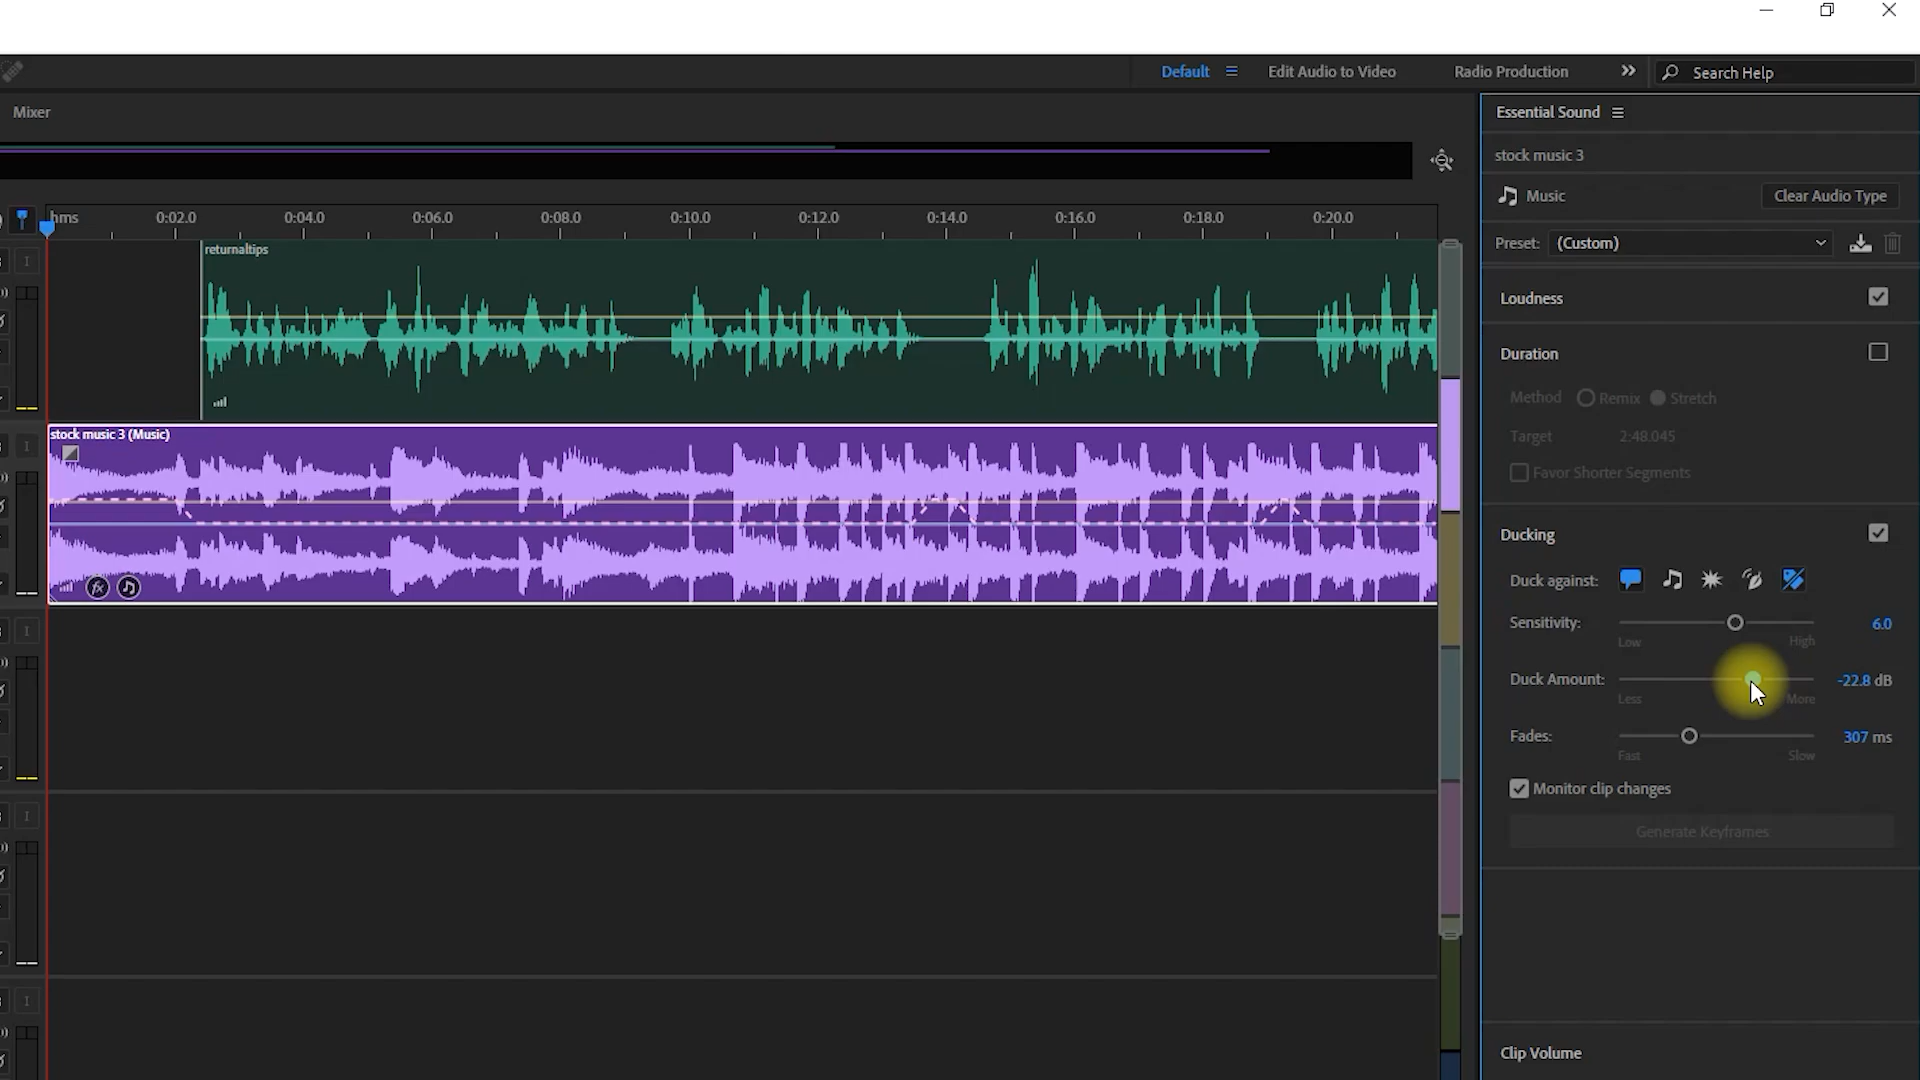 Default
Edit Audio to Video
Radio Production
Search Help
Mixer
Essential Sound
stock music 3
Music
Clear Audio Type
Preset: (Custom)
hms 0:02.0 0:04.0 0:06.0 0:08.0 0:10.0 0:12.0 0:14.0 0:16.0 0:18.0 0:20.0
returnaltips
stock music 3 (Music)
fx
Loudness
Duration
Method Remix Stretch
Target 2:48.045
Favor Shorter Segments
Ducking
Duck against:
Sensitivity: 6.0
Low High
Duck Amount: -22.8 dB
Less More
Fades: 307 ms
Fast Slow
Monitor clip changes
Generate Keyframes
Clip Volume